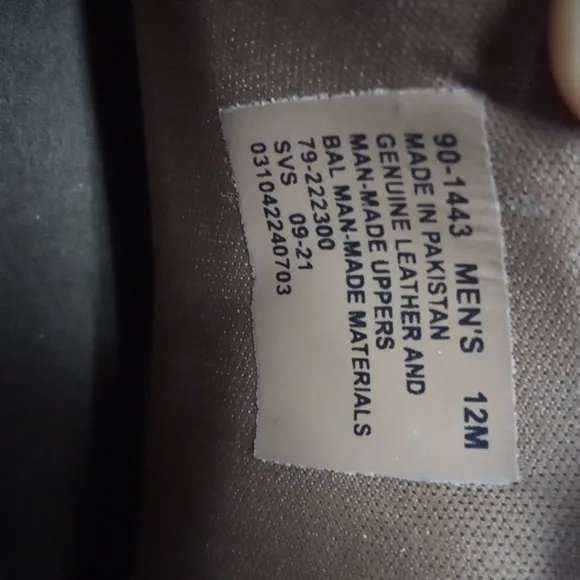 90-1443 MEN'S 12M
MADE IN PAKISTAN
GENUINE LEATHER AND
MAN-MADE UPPERS
BAL MAN-MADE MATERIALS
79-222300
SVS 09-21
031042240703